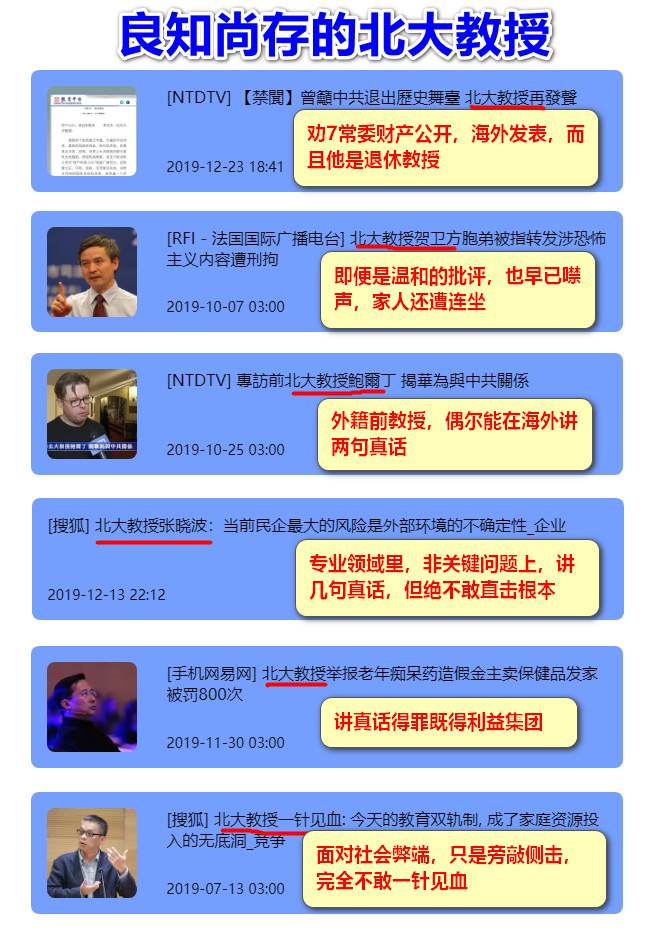 良知尚存的北大教授
[NTDTV] 【禁聞】曾籲中共退出歷史舞臺 北大教授再發聲
劝7常委财产公开，海外发表，而
且他是退休教授
2019-12-23 18:41
[RFI - 法国国际广播电台] 北大教授贺卫方胞弟被指转发涉恐怖
主义内容遭刑拘
即便是温和的批评，也早已噤
声，家人还遭连坐
2019-10-07 03:00
[NTDTV] 專訪前北大教授鮑爾丁 揭華為與中共關係
北大教授鮑爾丁 揭華為與中共關係
外籍前教授，偶尔能在海外讲
两句真话
2019-10-25 03:00
[搜狐] 北大教授张晓波：当前民企最大的风险是外部环境的不确定性_企业
专业领域里，非关键问题上，讲
几句真话，但绝不敢直击根本
2019-12-13 22:12
[手机网易网] 北大教授举报老年痴呆药造假金主卖保健品发家
被罚800次
讲真话得罪既得利益集团
2019-11-30 03:00
[搜狐] 北大教授一针见血: 今天的教育双轨制, 成了家庭资源投
入的无底洞_竞争
面对社会弊端，只是旁敲侧击，
完全不敢一针见血
2019-07-13 03:00